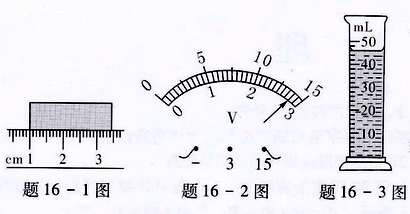 cm 1 2 3
题 16 - 1 图
0 5 10 15
0 1 2 3
V
- 3 15
题 16 - 2 图
mL
50
40
30
20
10
题 16 - 3 图